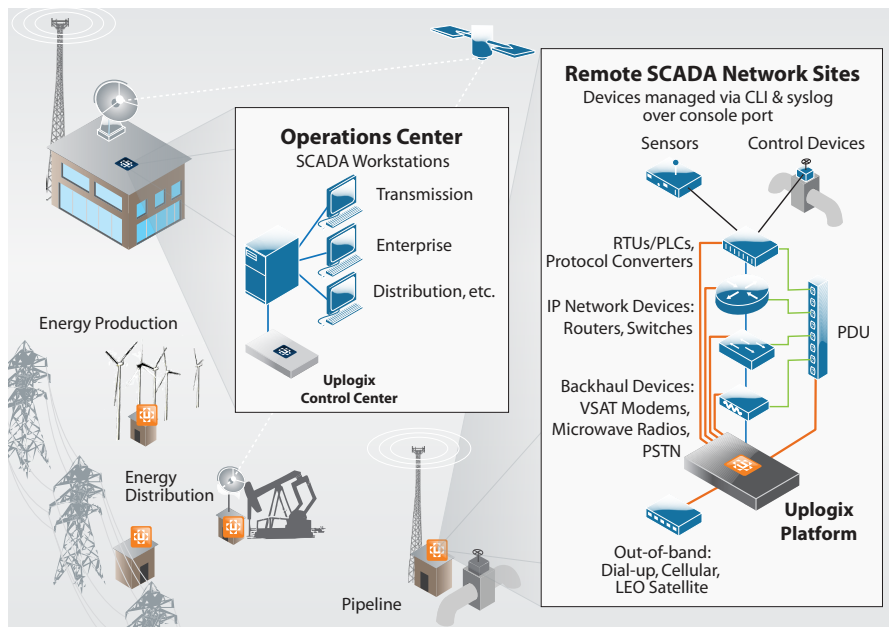 Operations Center
SCADA Workstations
Transmission
Enterprise
Distribution, etc.
Uplogix
Control Center
Energy Production
Energy
Distribution
Pipeline
Remote SCADA Network Sites
Devices managed via CLI & syslog
over console port
Sensors
Control Devices
RTUs/PLCs,
Protocol Converters
IP Network Devices:
Routers, Switches
PDU
Backhaul Devices:
VSAT Modems,
Microwave Radios,
PSTN
Uplogix
Platform
Out-of-band:
Dial-up, Cellular,
LEO Satellite